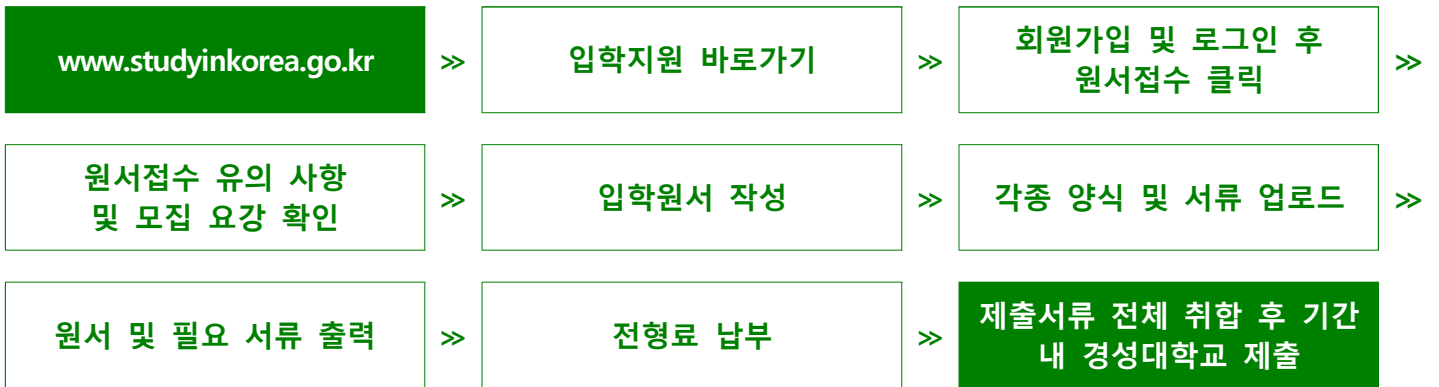 www.studyinkorea.go.kr
≫
입학지원 바로가기
≫
회원가입 및 로그인 후
원서접수 클릭
≫
원서접수 유의 사항
및 모집 요강 확인
≫
입학원서 작성
≫
각종 양식 및 서류 업로드
≫
원서 및 필요 서류 출력
≫
전형료 납부
≫
제출서류 전체 취합 후 기간
내 경성대학교 제출